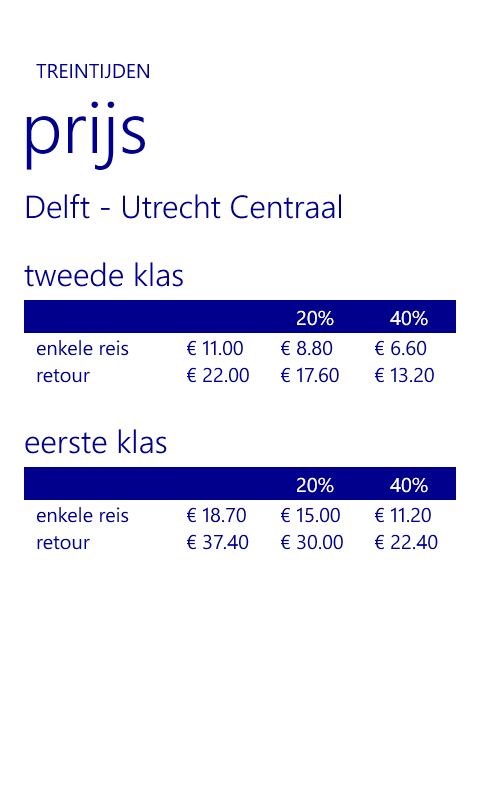 TREINTIJDEN
prijs
Delft - Utrecht Centraal
tweede klas
20% 40%
enkele reis € 11.00 € 8.80 € 6.60
retour € 22.00 € 17.60 € 13.20
eerste klas
20% 40%
enkele reis € 18.70 € 15.00 € 11.20
retour € 37.40 € 30.00 € 22.40